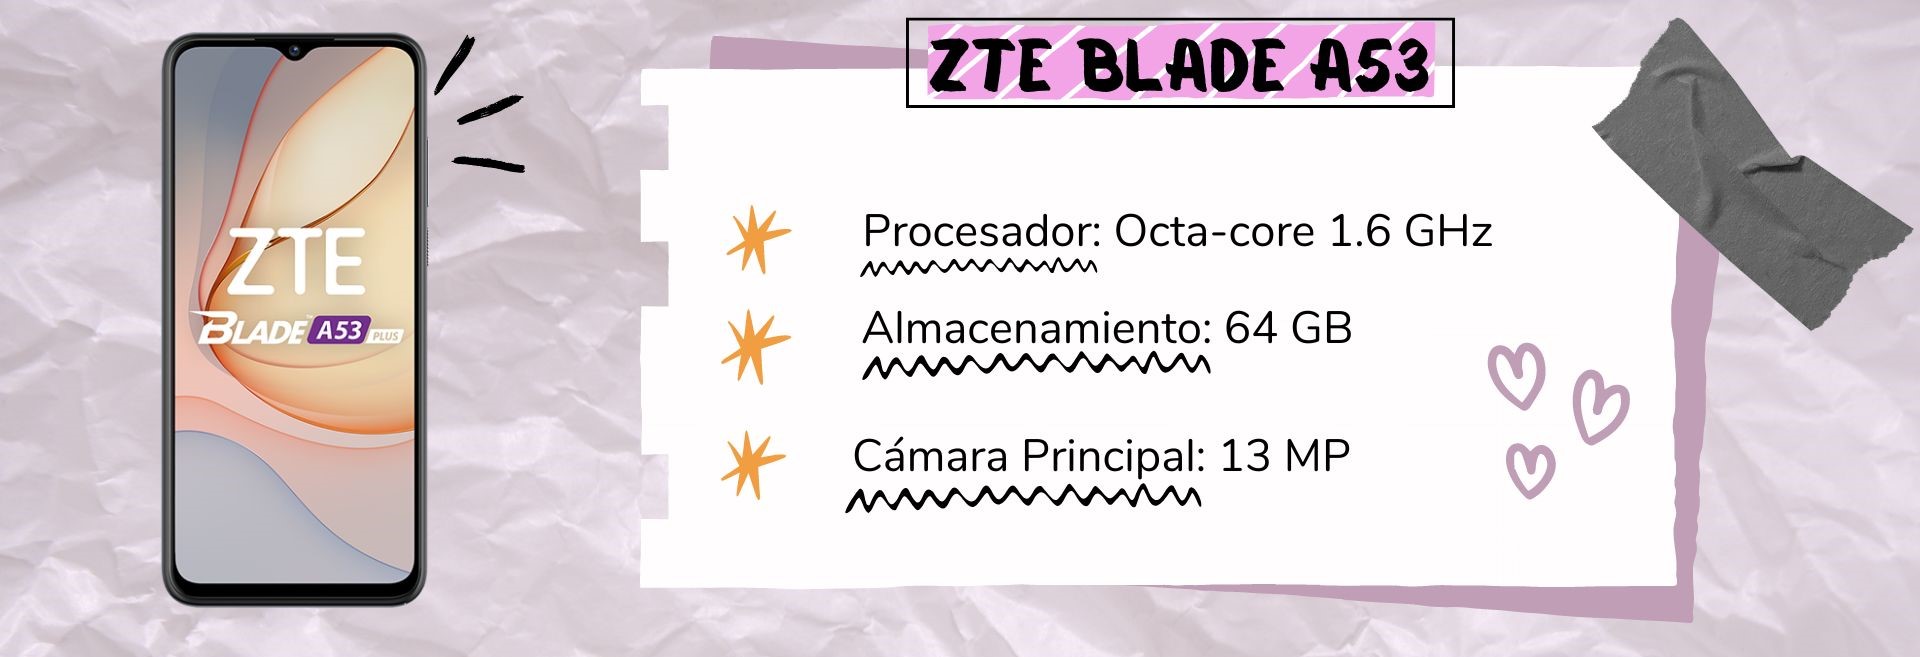 ZTE BLADE A53
ZTE
BLADE A53 PLUS
Procesador: Octa-core 1.6 GHz
Almacenamiento: 64 GB
Cámara Principal: 13 MP